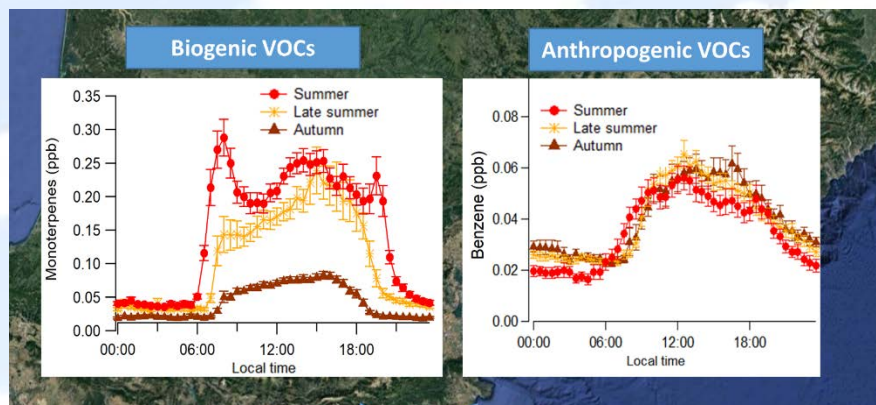 Biogenic VOCs
Anthropogenic VOCs
Monoterpenes (ppb)
0.35
0.30
0.25
0.20
0.15
0.10
0.05
0.00
Summer
Late summer
Autumn
00:00 06:00 12:00 18:00
Local time
Benzene (ppb)
0.08
0.06
0.04
0.02
0.00
Summer
Late summer
Autumn
00:00 06:00 12:00 18:00
Local time